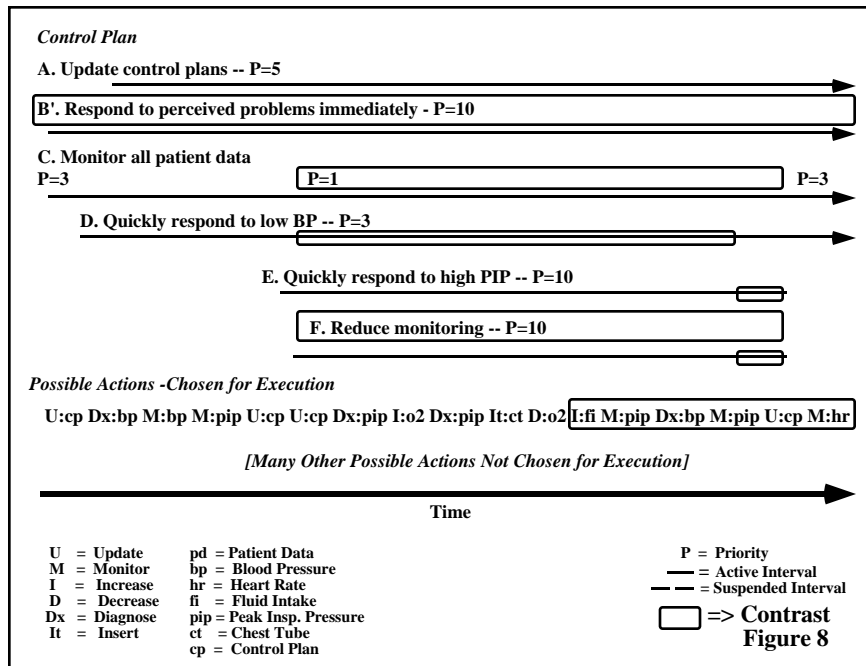 Control Plan
A. Update control plans -- P=5
B'. Respond to perceived problems immediately - P=10
C. Monitor all patient data
P=3 P=1 P=3
D. Quickly respond to low BP -- P=3
E. Quickly respond to high PIP -- P=10
F. Reduce monitoring -- P=10
Possible Actions -Chosen for Execution
U:cp Dx:bp M:bp M:pip U:cp U:cp Dx:pip I:o2 Dx:pip It:ct D:o2 I:fi M:pip Dx:bp M:pip U:cp M:hr
[Many Other Possible Actions Not Chosen for Execution]
Time
U = Update
M = Monitor
I = Increase
D = Decrease
Dx = Diagnose
It = Insert
pd = Patient Data
bp = Blood Pressure
hr = Heart Rate
fi = Fluid Intake
pip = Peak Insp. Pressure
ct = Chest Tube
cp = Control Plan
P = Priority
= Active Interval
= Suspended Interval
=> Contrast
Figure 8